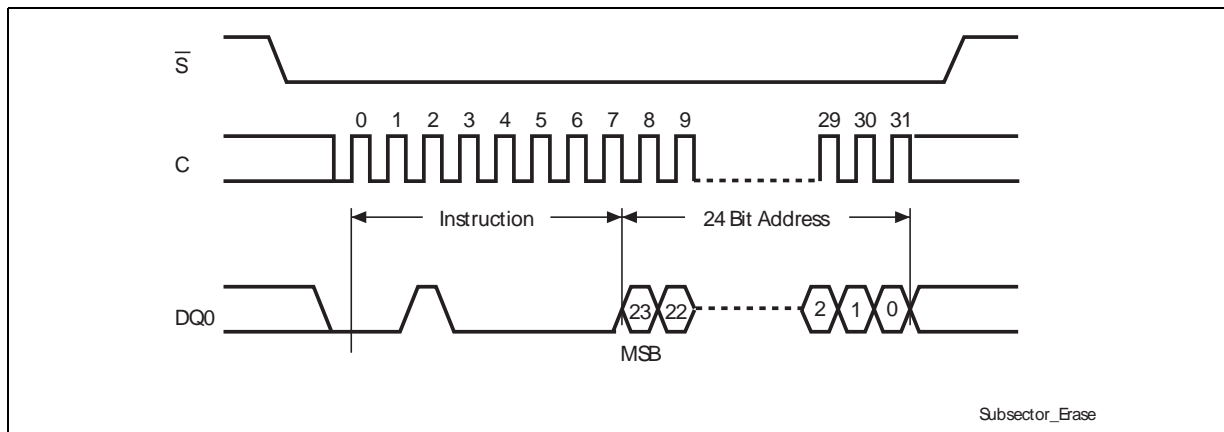 S
0 1 2 3 4 5 6 7 8 9 29 30 31
C
Instruction 24 Bit Address
DQ0 23 22 2 1 0
MSB
Subsector_Erase